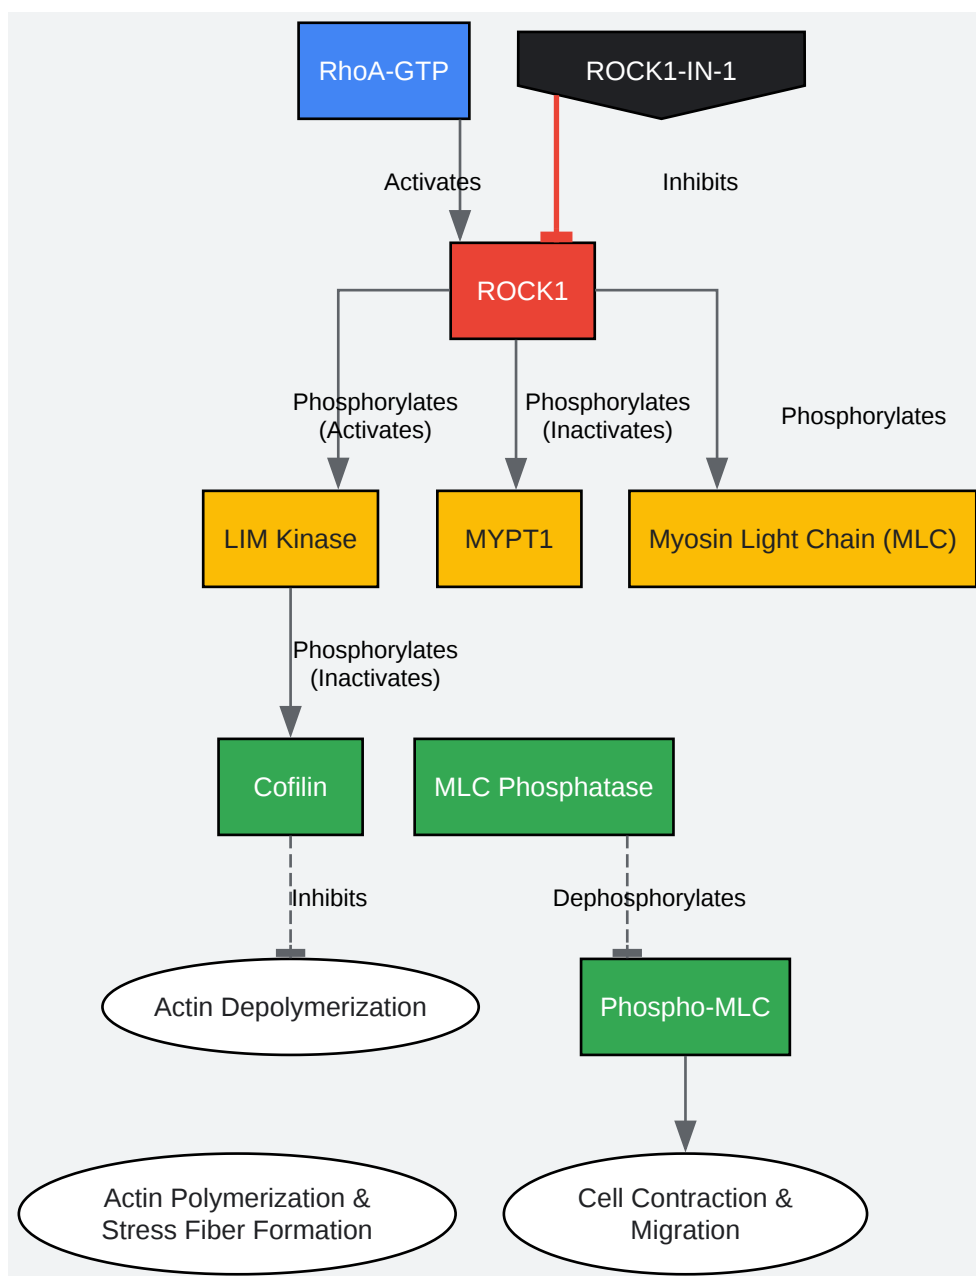 RhoA-GTP
ROCK1-IN-1
Activates
Inhibits
ROCK1
Phosphorylates
(Activates)
Phosphorylates
(Inactivates)
Phosphorylates
LIM Kinase
MYPT1
Myosin Light Chain (MLC)
Phosphorylates
(Inactivates)
Cofilin
MLC Phosphatase
Inhibits
Dephosphorylates
Actin Depolymerization
Phospho-MLC
Actin Polymerization &
Stress Fiber Formation
Cell Contraction &
Migration